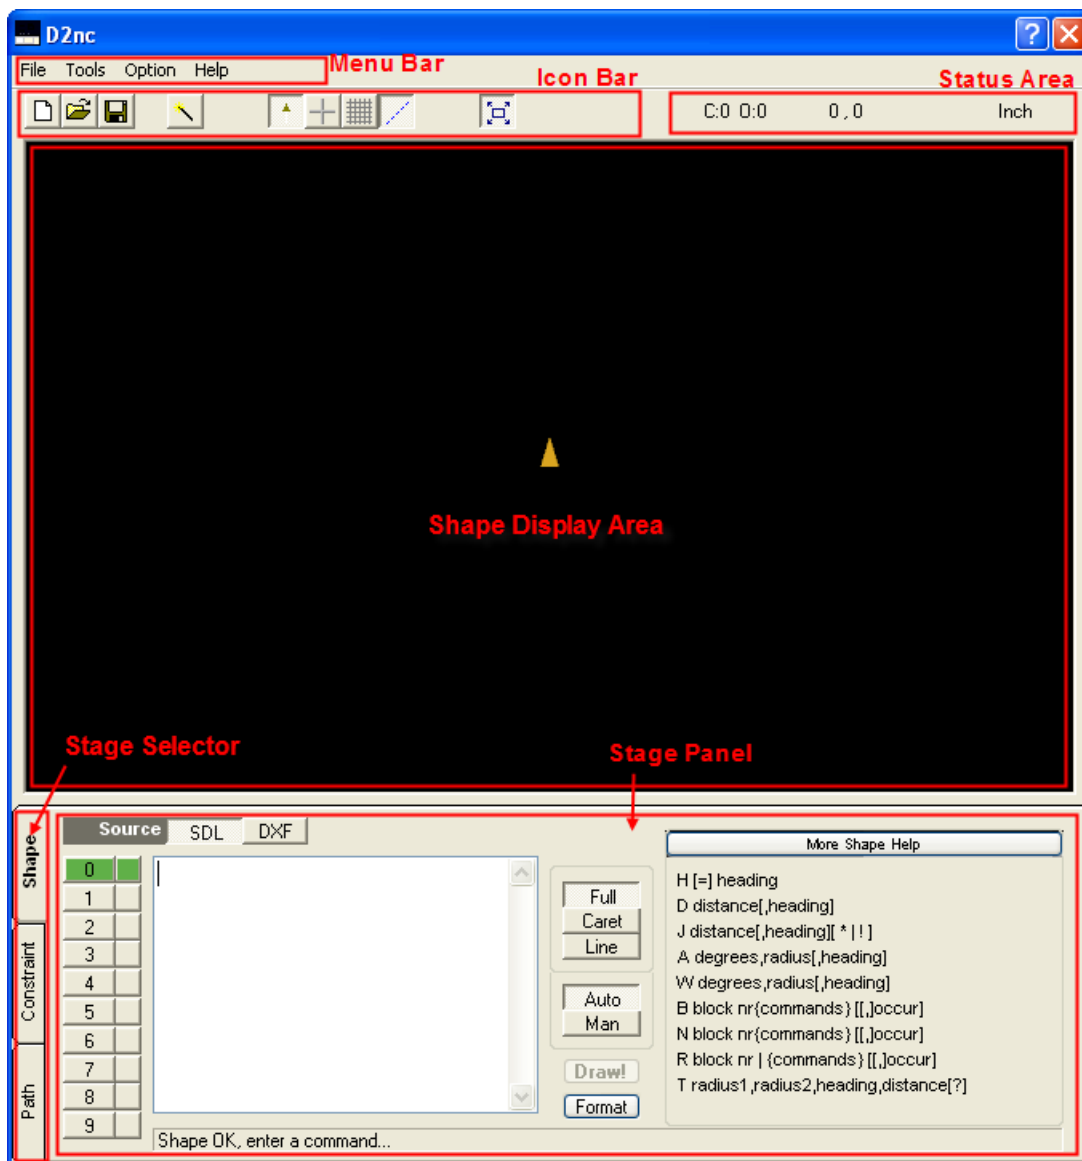 D2nc
File Tools Option Help
Menu Bar
Icon Bar
Status Area
C:0 O:0 0 , 0 Inch
Shape Display Area
Stage Selector
Stage Panel
Shape
Constraint
Path
Source SDL DXF
0
1
2
3
4
5
6
7
8
9
Full
Caret
Line
Auto
Man
Draw!
Format
Shape OK, enter a command...
More Shape Help
H [=] heading
D distance[,heading]
J distance[,heading][ * | ! ]
A degrees,radius[,heading]
W degrees,radius[,heading]
B block nr{commands} [[,]occur]
N block nr{commands} [[,]occur]
R block nr | {commands} [[,]occur]
T radius1,radius2,heading,distance[?]